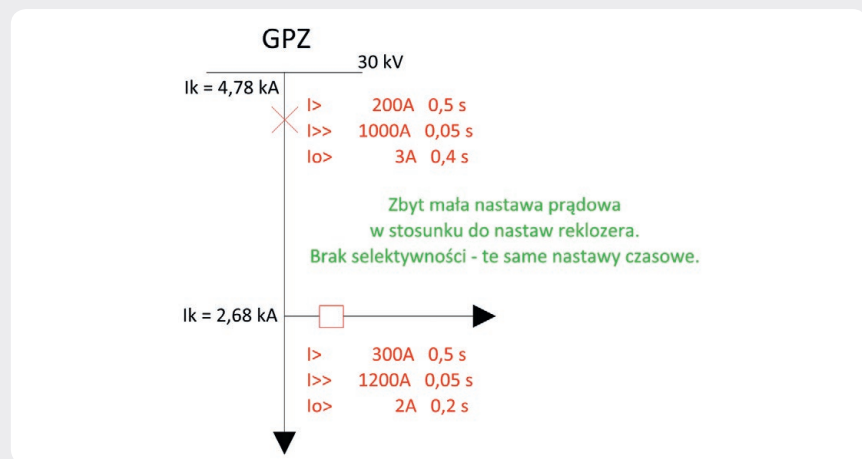 GPZ
30 kV
Ik = 4,78 kA
I> 200A 0,5 s
I>> 1000A 0,05 s
Io> 3A 0,4 s
Zbyt mała nastawa prądowa
w stosunku do nastaw reklozera.
Brak selektywności - te same nastawy czasowe.
Ik = 2,68 kA
I> 300A 0,5 s
I>> 1200A 0,05 s
Io> 2A 0,2 s